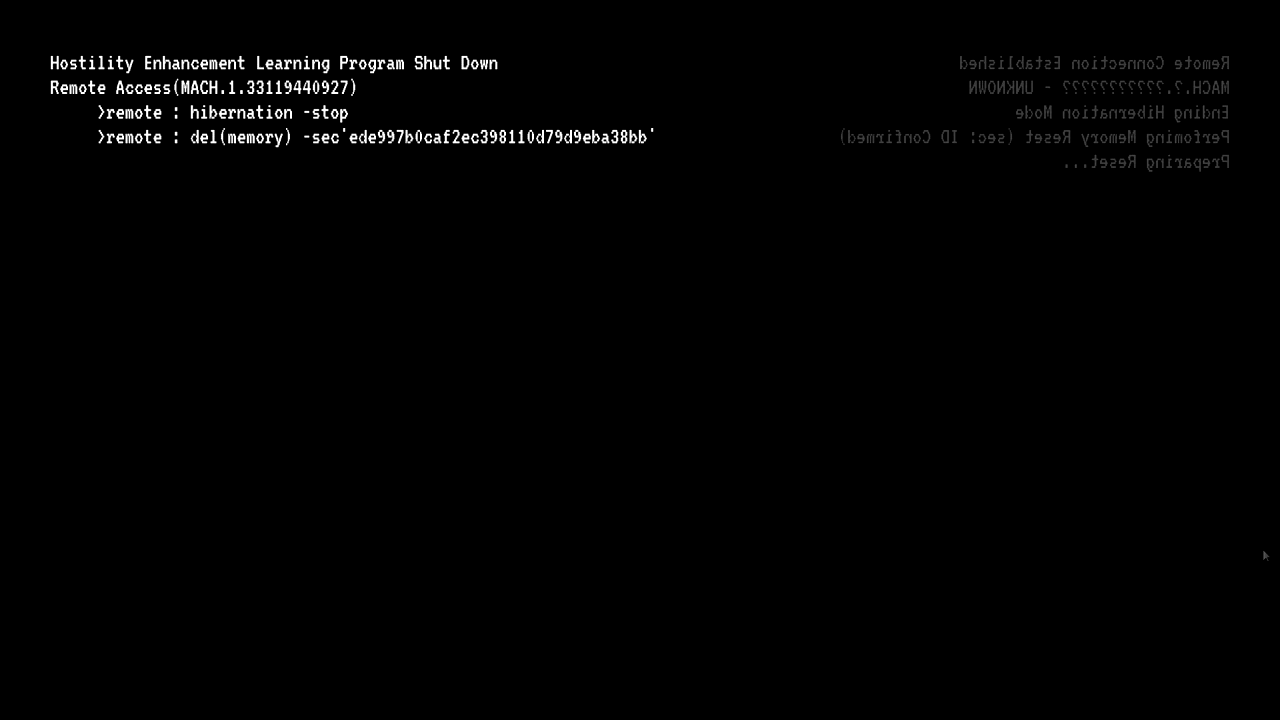 Hostility Enhancement Learning Program Shut Down
Remote Access(MACH.1.33119440927)
>remote : hibernation -stop
>remote : del(memory) -sec'ede997b0caf2ec398110d79d9eba38bb'
Remote Connection Established
MACH.?.??????????? - UNKNOWN
Ending Hibernation Mode
Perfoming Memory Reset (sec: ID Confirmed)
Preparing Reset...